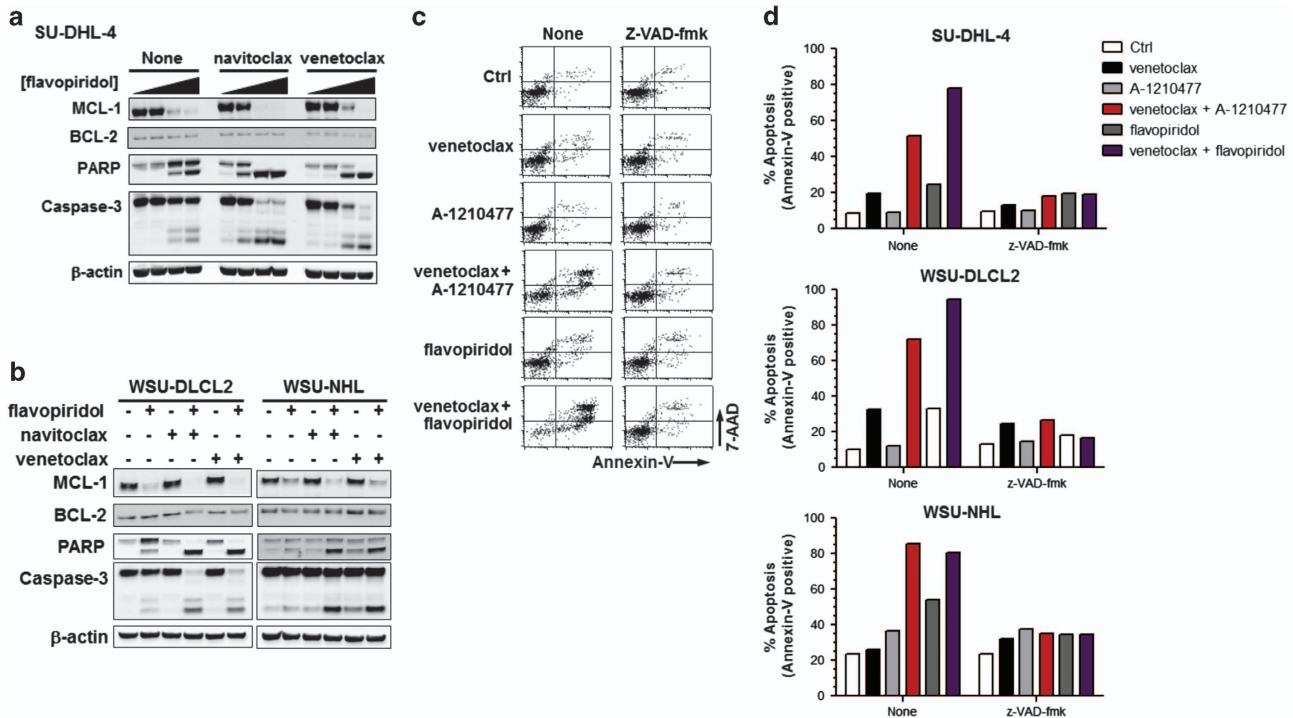 a
SU-DHL-4
None navitoclax venetoclax
[flavopiridol]
MCL-1
BCL-2
PARP
Caspase-3
β-actin
b
WSU-DLCL2 WSU-NHL
flavopiridol - + - + - + - + - + - +
navitoclax - - + + - - - - + + - -
venetoclax - - - - + + - - - - + +
MCL-1
BCL-2
PARP
Caspase-3
β-actin
c
None Z-VAD-fmk
Ctrl
venetoclax
A-1210477
venetoclax+
A-1210477
flavopiridol
venetoclax+
flavopiridol
7-AAD
Annexin-V
d
SU-DHL-4
% Apoptosis
(Annexin-V positive)
100
80
60
40
20
0
None z-VAD-fmk
Ctrl
venetoclax
A-1210477
venetoclax + A-1210477
flavopiridol
venetoclax + flavopiridol
WSU-DLCL2
% Apoptosis
(Annexin-V positive)
100
80
60
40
20
0
None z-VAD-fmk
WSU-NHL
% Apoptosis
(Annexin-V positive)
100
80
60
40
20
0
None z-VAD-fmk